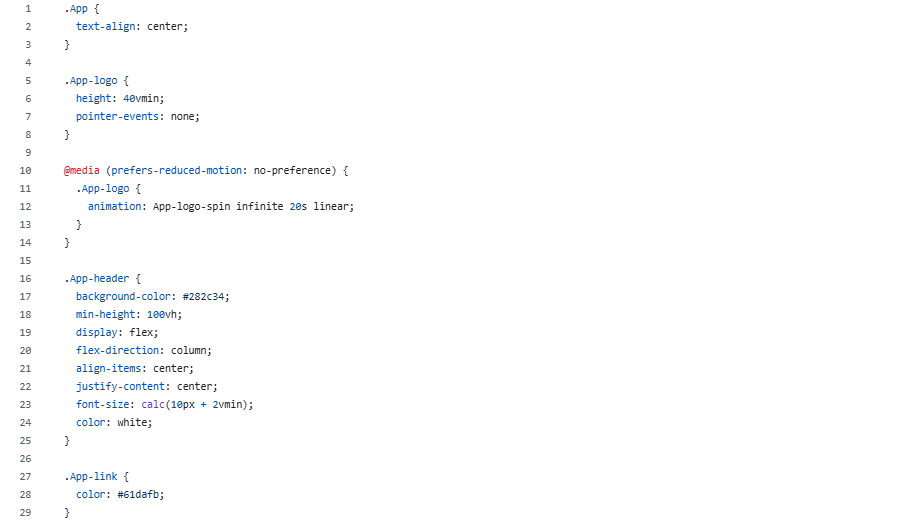 1 .App {
2   text-align: center;
3 }
4
5 .App-logo {
6   height: 40vmin;
7   pointer-events: none;
8 }
9
10 @media (prefers-reduced-motion: no-preference) {
11   .App-logo {
12     animation: App-logo-spin infinite 20s linear;
13   }
14 }
15
16 .App-header {
17   background-color: #282c34;
18   min-height: 100vh;
19   display: flex;
20   flex-direction: column;
21   align-items: center;
22   justify-content: center;
23   font-size: calc(10px + 2vmin);
24   color: white;
25 }
26
27 .App-link {
28   color: #61dafb;
29 }